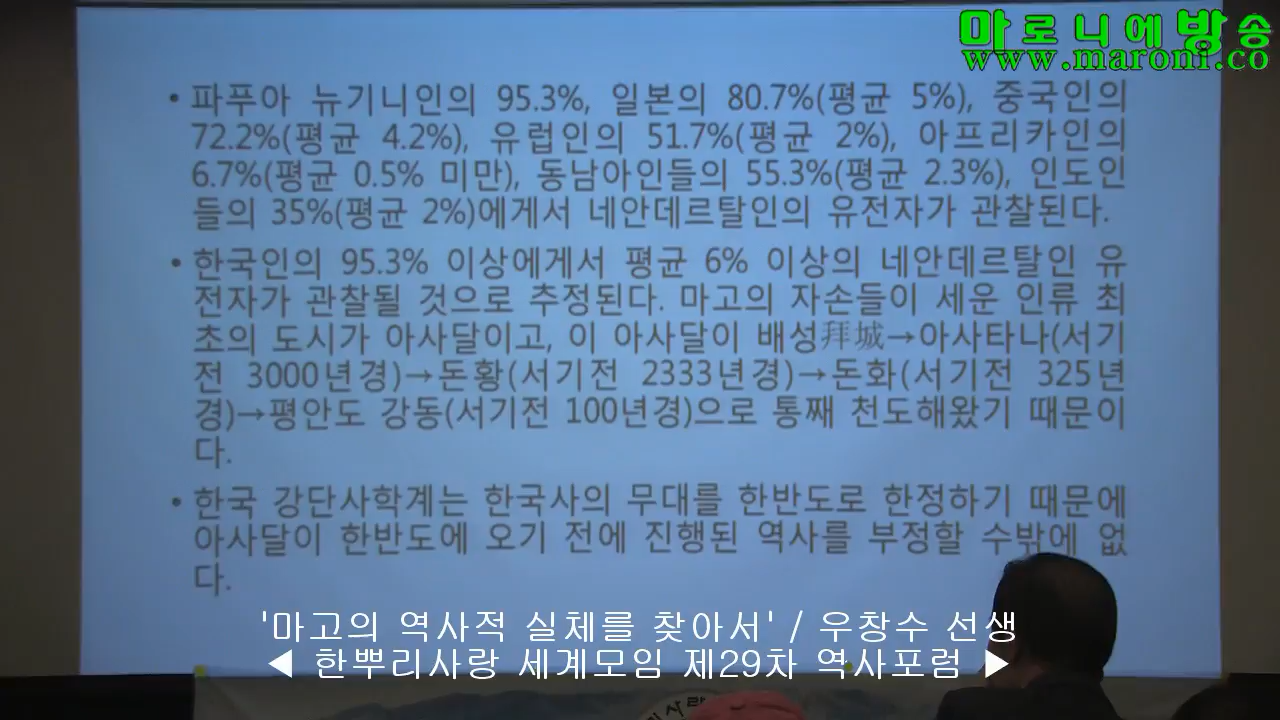 마로니에방송
www.maroni.co
• 파푸아 뉴기니인의 95.3%, 일본의 80.7%(평균 5%), 중국인의
72.2%(평균 4.2%), 유럽인의 51.7%(평균 2%), 아프리카인의
6.7%(평균 0.5% 미만), 동남아인들의 55.3%(평균 2.3%), 인도인
들의 35%(평균 2%)에게서 네안데르탈인의 유전자가 관찰된다.
• 한국인의 95.3% 이상에게서 평균 6% 이상의 네안데르탈인 유
전자가 관찰될 것으로 추정된다. 마고의 자손들이 세운 인류 최
초의 도시가 아사달이고, 이 아사달이 배성拜城→아사타나(서기
전 3000년경)→돈황(서기전 2333년경)→돈화(서기전 325년
경)→평안도 강동(서기전 100년경)으로 통째 천도해왔기 때문이
다.
• 한국 강단사학계는 한국사의 무대를 한반도로 한정하기 때문에
아사달이 한반도에 오기 전에 진행된 역사를 부정할 수밖에 없
다.
'마고의 역사적 실체를 찾아서' / 우창수 선생
◀ 한뿌리사랑 세계모임 제29차 역사포럼 ▶